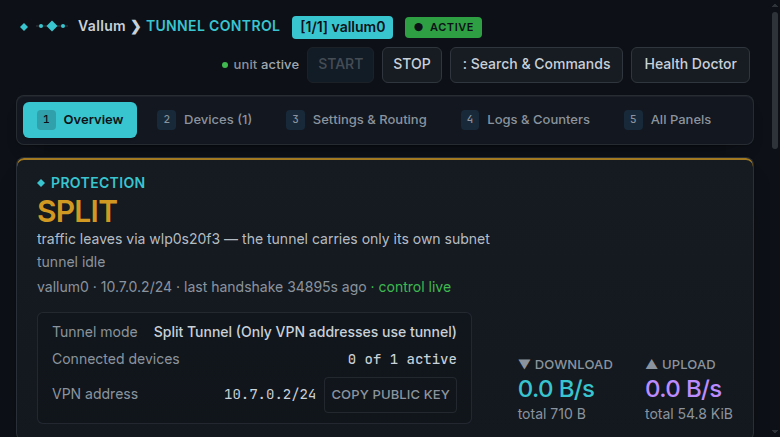 Vallum ❯ TUNNEL CONTROL [1/1] vallum0 ● ACTIVE
● unit active START STOP : Search & Commands Health Doctor
1 Overview 2 Devices (1) 3 Settings & Routing 4 Logs & Counters 5 All Panels
◆ PROTECTION
SPLIT
traffic leaves via wlp0s20f3 — the tunnel carries only its own subnet
tunnel idle
vallum0 · 10.7.0.2/24 · last handshake 34895s ago · control live
Tunnel mode Split Tunnel (Only VPN addresses use tunnel)
Connected devices 0 of 1 active
VPN address 10.7.0.2/24 COPY PUBLIC KEY
▼ DOWNLOAD ▲ UPLOAD
0.0 B/s 0.0 B/s
total 710 B total 54.8 KiB